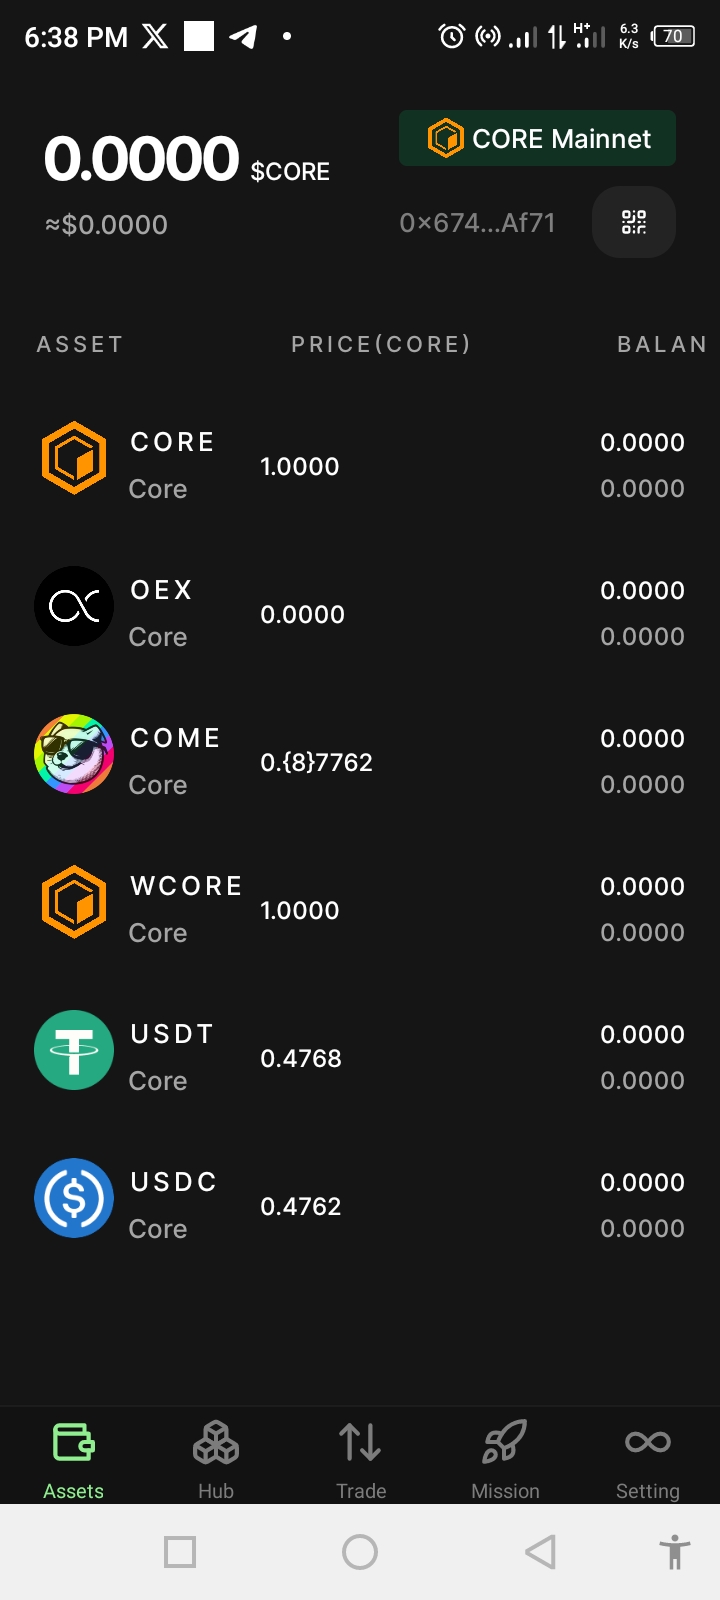 6:38 PM
H+
6.3
K/s
70
0.0000 $CORE
CORE Mainnet
≈$0.0000
0×674...Af71
ASSET PRICE(CORE) BALAN
CORE
Core
1.0000
0.0000
0.0000
OEX
Core
0.0000
0.0000
0.0000
COME
Core
0.{8}7762
0.0000
0.0000
WCORE
Core
1.0000
0.0000
0.0000
USDT
Core
0.4768
0.0000
0.0000
USDC
Core
0.4762
0.0000
0.0000
Assets Hub Trade Mission Setting